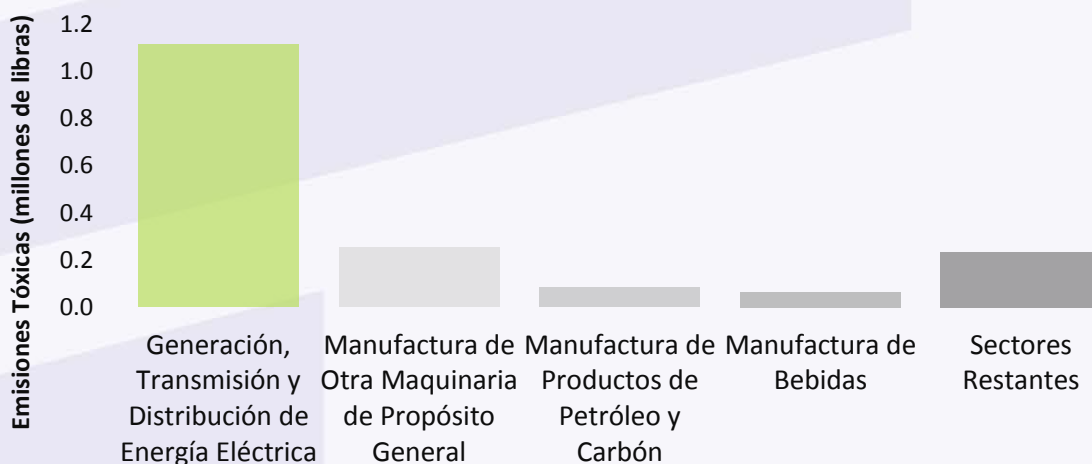 Emisiones Tóxicas (millones de libras)
1.2
1.0
0.8
0.6
0.4
0.2
0.0
Generación,
Transmisión y
Distribución de
Energía Eléctrica
Manufactura de
Otra Maquinaria
de Propósito
General
Manufactura de
Productos de
Petróleo y
Carbón
Manufactura de
Bebidas
Sectores
Restantes